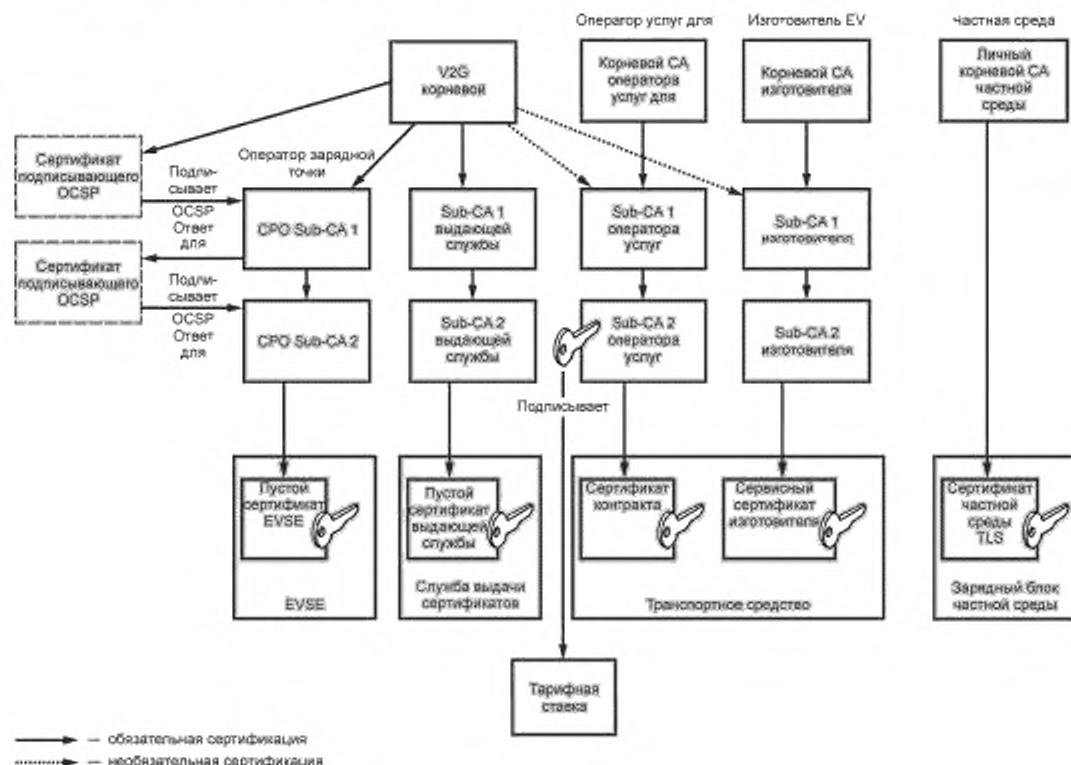 Оператор услуг для
Изготовитель EV
Частная среда
V2G
корневой
Корневой СА
оператора
услуг для
Корневой СА
изготовителя
Личный
корневой СА
частной
среды
Сертификат
подписывающего
OCSP
Подпи-
сывает
OCSP
Ответ
для
Оператор зарядной
точки
CPO Sub-CA 1
Sub-CA 1
выдающей
службы
Sub-CA 1
оператора
услуг
Sub-CA 1
изготовителя
Сертификат
подписывающего
OCSP
Подпи-
сывает
OCSP
Ответ
для
CPO Sub-CA 2
Sub-CA 2
выдающей
службы
Sub-CA 2
оператора
услуг
Sub-CA 2
изготовителя
Подписывает
Пустой
сертификат
EVSE
EVSE
Пустой
сертификат
выдающей
службы
Служба выдачи
сертификатов
Сертификат
контракта
Сервисный
сертификат
изготовителя
Транспортное средство
Сертификат
частной
среды
TLS
Зарядный блок
частной среды
Тарифная
ставка
— обязательная сертификация
— необязательная сертификация